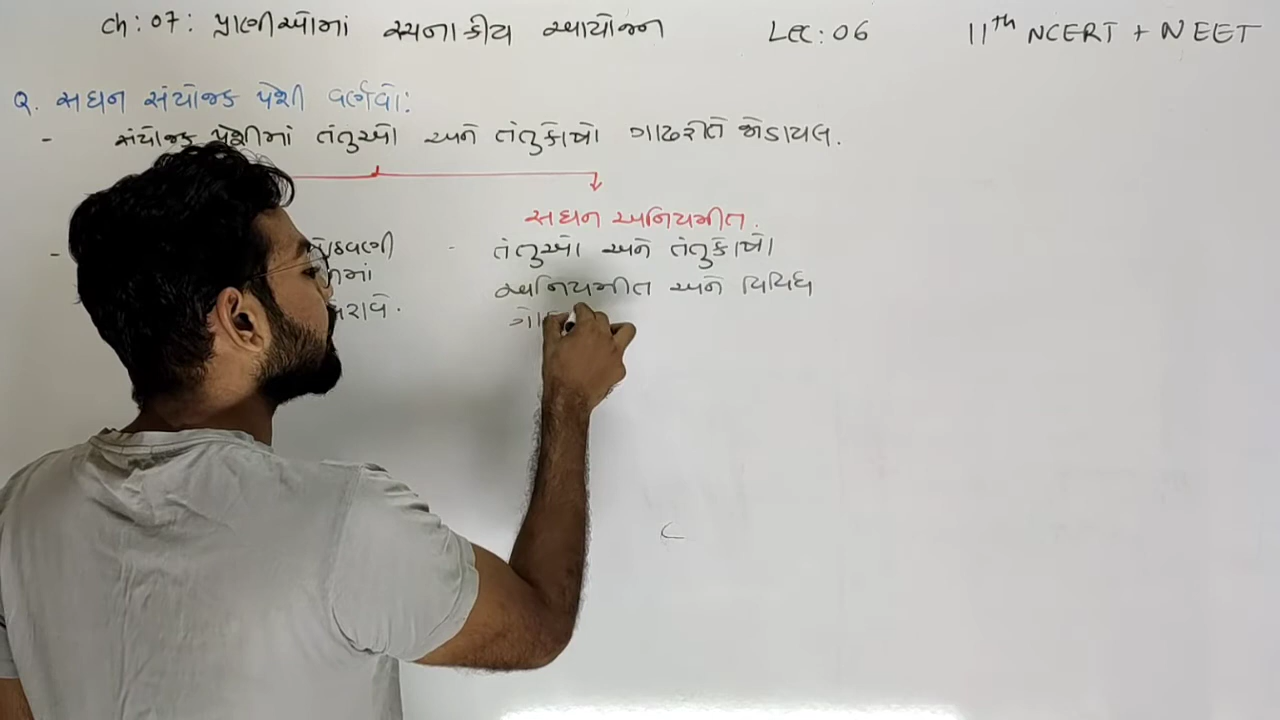 ch: 07: પ્રાણીઓમાં રચનાકીય આયોજન LEC: 06 11th NCERT + NEET
Q. સઘન સંયોજક પેશી વર્ણવો:
- સંયોજક પેશીમાં તંતુઓ અને તંતુકોષો ગાઢરીતે જોડાયેલ.
સઘન અનિયમીત.
- તંતુઓ અને તંતુકોષો
અનિયમીત અને વિવિધ